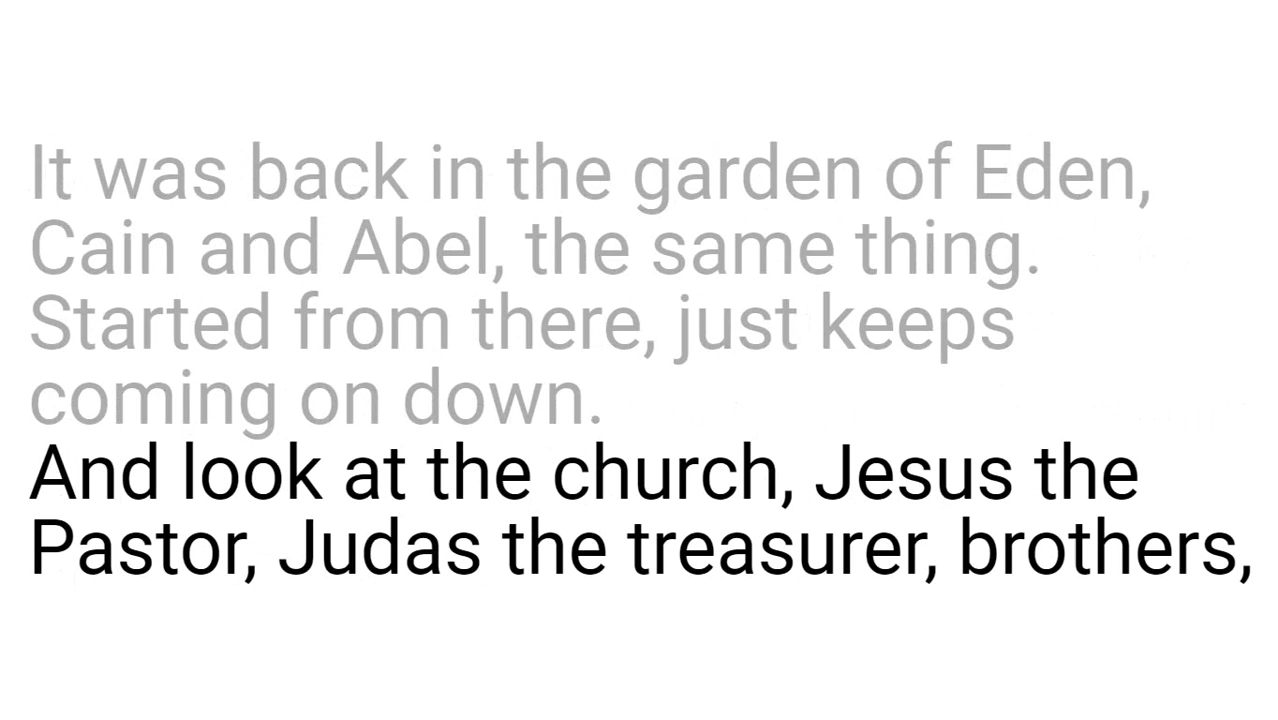 It was back in the garden of Eden,
Cain and Abel, the same thing.
Started from there, just keeps
coming on down.
And look at the church, Jesus the
Pastor, Judas the treasurer, brothers,